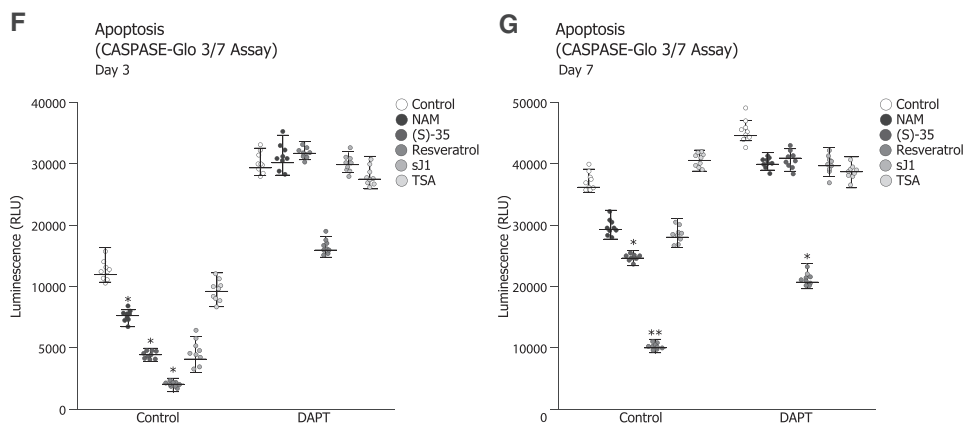 F
Apoptosis
(CASPASE-Glo 3/7 Assay)
Day 3
Luminescence (RLU)
40000
30000
20000
10000
5000
0
*
*
*
Control
DAPT
Control
NAM
(S)-35
Resveratrol
sJ1
TSA
G
Apoptosis
(CASPASE-Glo 3/7 Assay)
Day 7
Luminescence (RLU)
50000
40000
30000
20000
10000
0
*
**
*
Control
DAPT
Control
NAM
(S)-35
Resveratrol
sJ1
TSA